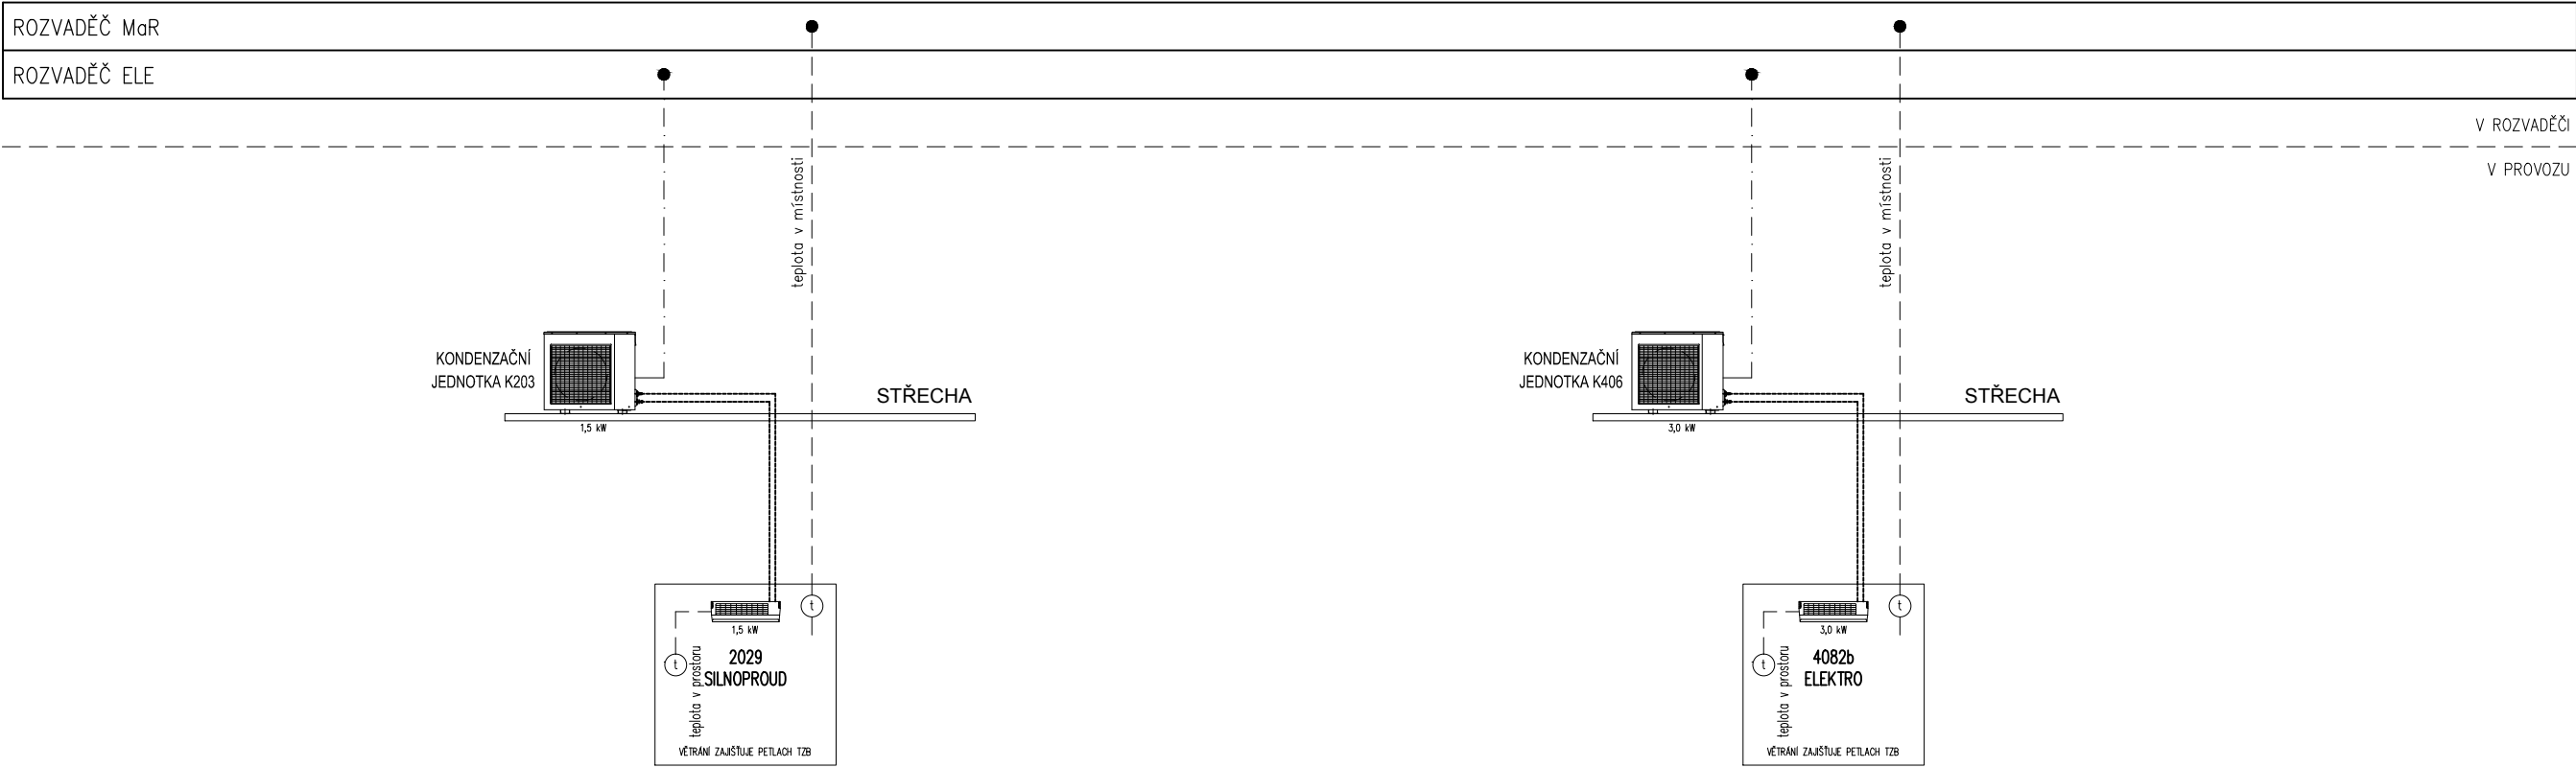 ROZVADĚČ MaR
ROZVADĚČ ELE
V ROZVADĚČI
V PROVOZU
teplota v místnosti
KONDENZAČNÍ
JEDNOTKA K203
STŘECHA
1,5 kW
t
1,5 kW
t
teplota v prostoru
2029
SILNOPROUD
VĚTRÁNÍ ZAJIŠŤUJE PETLACH TZB
teplota v místnosti
KONDENZAČNÍ
JEDNOTKA K406
STŘECHA
3,0 kW
t
3,0 kW
t
teplota v prostoru
4082b
ELEKTRO
VĚTRÁNÍ ZAJIŠŤUJE PETLACH TZB